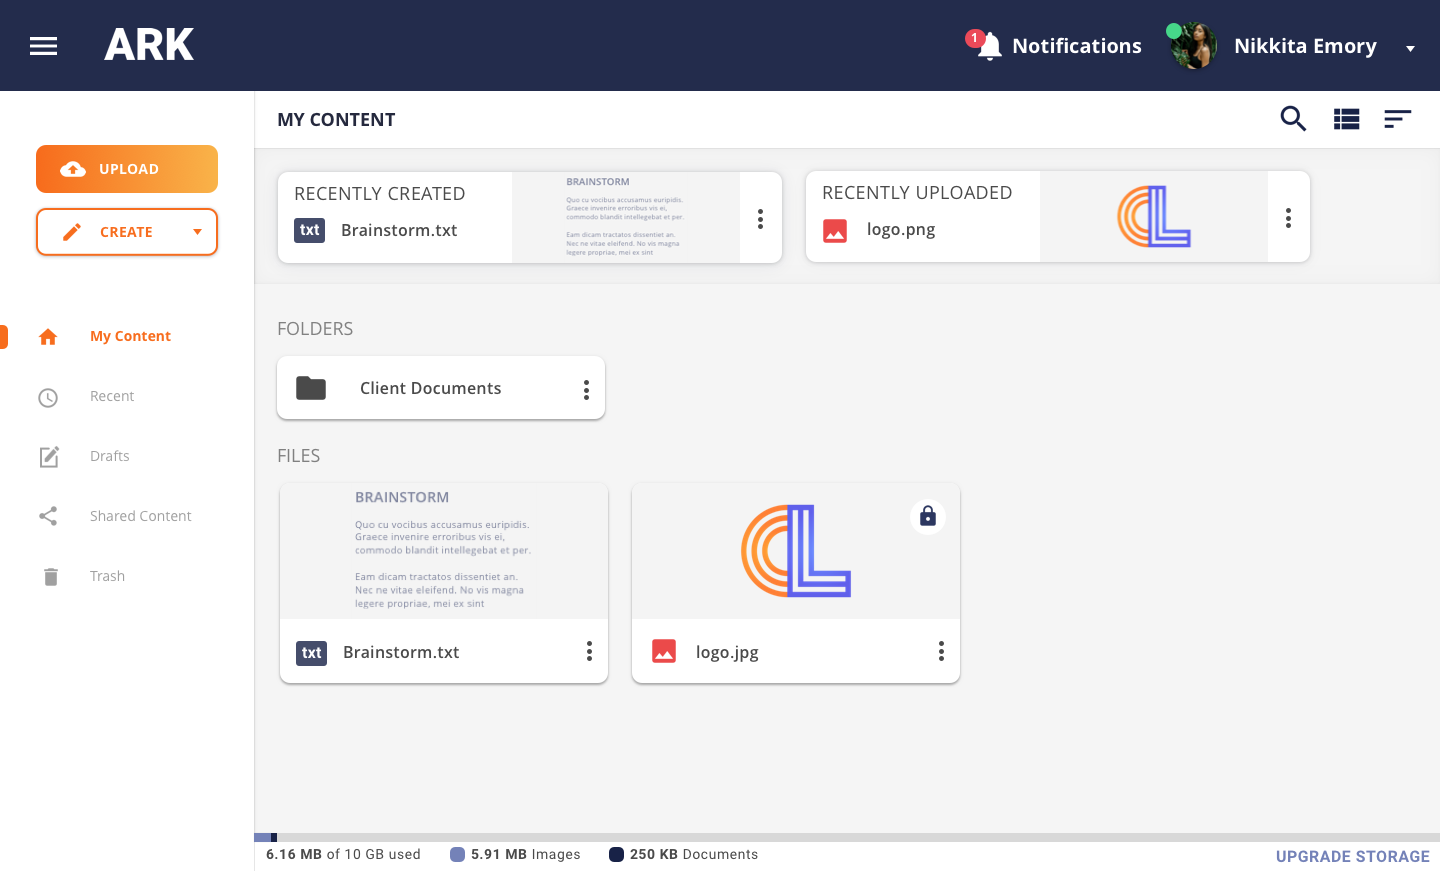 ARK
1
Notifications
Nikkita Emory
MY CONTENT
UPLOAD
CREATE
My Content
Recent
Drafts
Shared Content
Trash
RECENTLY CREATED
txt Brainstorm.txt
BRAINSTORM
Quo cu vocibus accusamus euripidis.
Graece invenire erroribus vis ei,
commodo blandit intellegebat et per.
Eam dicam tractatos dissentiet an.
Nec ne vitae eleifend. No vis magna
legere propriae, mei ex sint
RECENTLY UPLOADED
logo.png
CL
FOLDERS
Client Documents
FILES
BRAINSTORM
Quo cu vocibus accusamus euripidis.
Graece invenire erroribus vis ei,
commodo blandit intellegebat et per.
Eam dicam tractatos dissentiet an.
Nec ne vitae eleifend. No vis magna
legere propriae, mei ex sint
txt Brainstorm.txt
CL
logo.jpg
6.16 MB of 10 GB used
5.91 MB Images
250 KB Documents
UPGRADE STORAGE